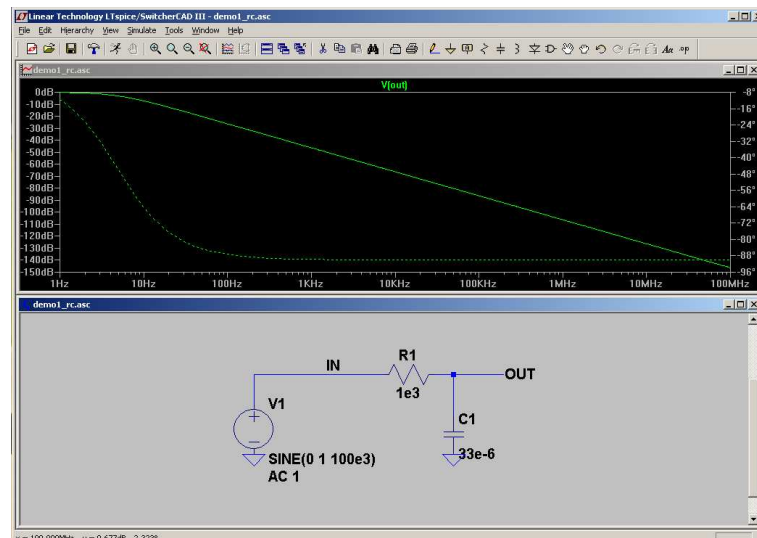 Linear Technology LTspice/SwitcherCAD III - demo1_rc.asc
File Edit Hierarchy View Simulate Tools Window Help
Aa .op
demo1_rc.asc
V(out)
0dB
-10dB
-20dB
-30dB
-40dB
-50dB
-60dB
-70dB
-80dB
-90dB
-100dB
-110dB
-120dB
-130dB
-140dB
-150dB
-8°
-16°
-24°
-32°
-40°
-48°
-56°
-64°
-72°
-80°
-88°
-96°
1Hz 10Hz 100Hz 1KHz 10KHz 100KHz 1MHz 10MHz 100MHz
demo1_rc.asc
IN
R1
1e3
OUT
V1
SINE(0 1 100e3)
AC 1
C1
33e-6